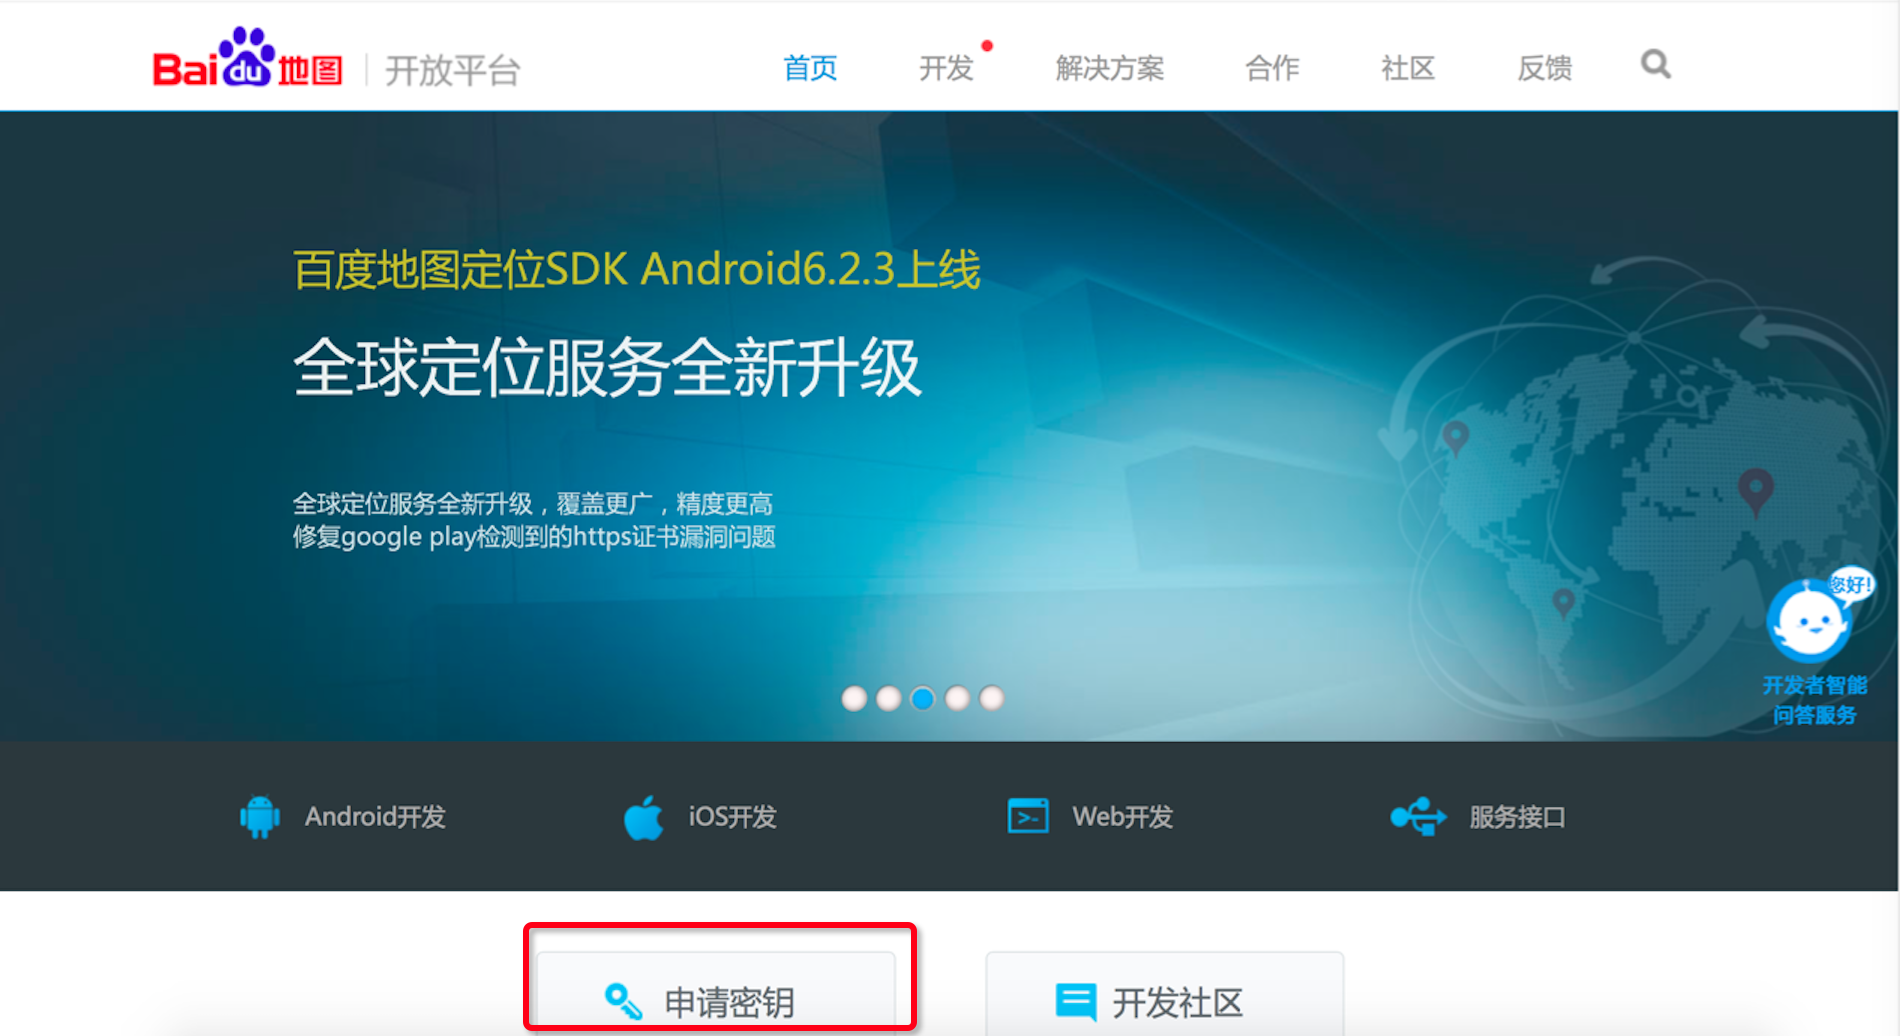 Bai du 地图 开放平台
首页 开发 解决方案 合作 社区 反馈
百度地图定位SDK Android6.2.3上线
全球定位服务全新升级
全球定位服务全新升级，覆盖更广，精度更高
修复google play检测到的https证书漏洞问题
您好!
开发者智能
问答服务
Android开发 iOS开发 Web开发 服务接口
申请密钥 开发社区